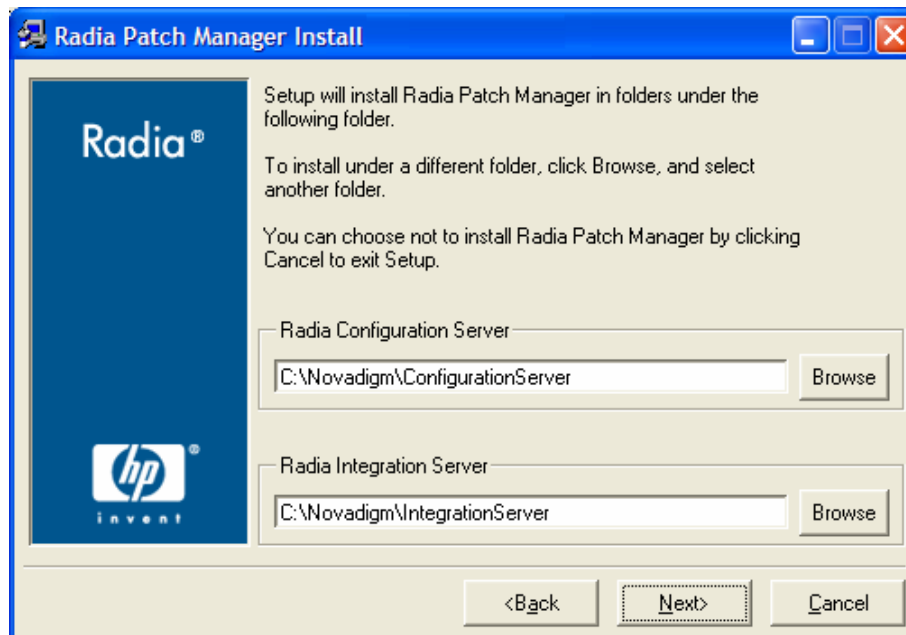 Radia Patch Manager Install
Radia®
Setup will install Radia Patch Manager in folders under the
following folder.
To install under a different folder, click Browse, and select
another folder.
You can choose not to install Radia Patch Manager by clicking
Cancel to exit Setup.
Radia Configuration Server
C:\Novadigm\ConfigurationServer
Browse
Radia Integration Server
C:\Novadigm\IntegrationServer
Browse
hp®
invent
<Back
Next>
Cancel